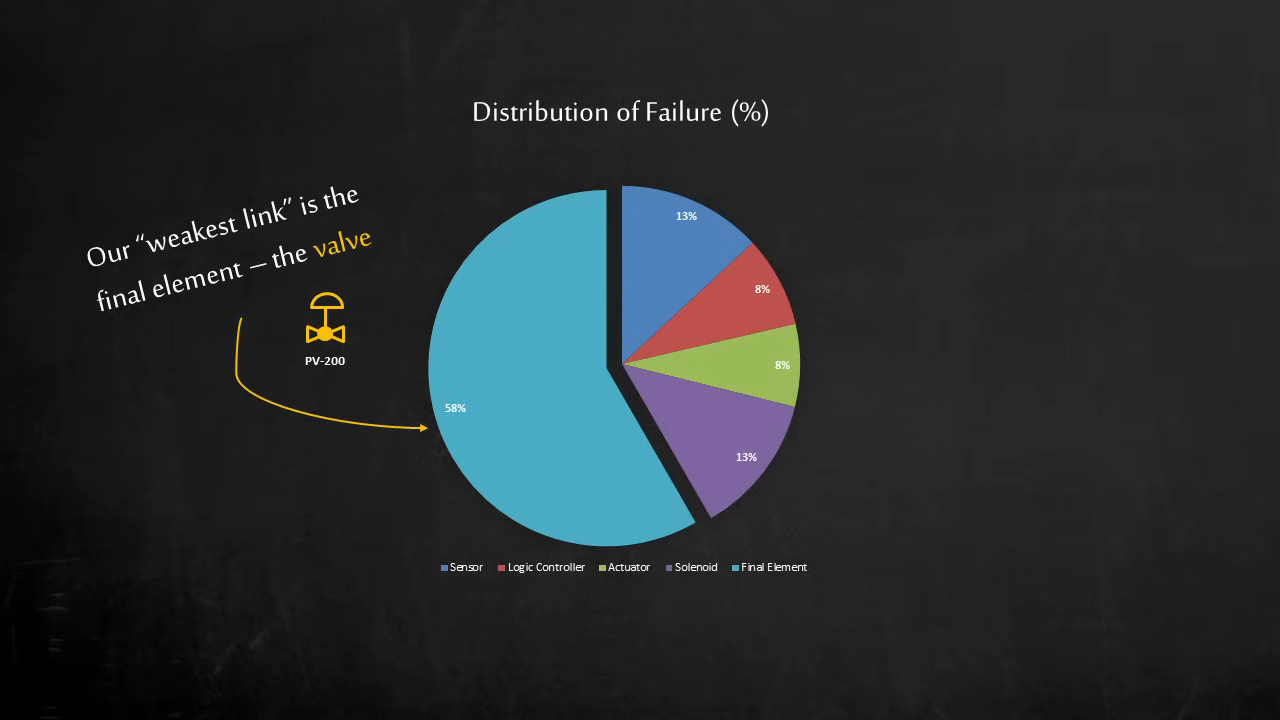 Distribution of Failure (%)
Our “weakest link” is the
final element – the valve
PV-200
13%
8%
8%
13%
58%
Sensor Logic Controller Actuator Solenoid Final Element